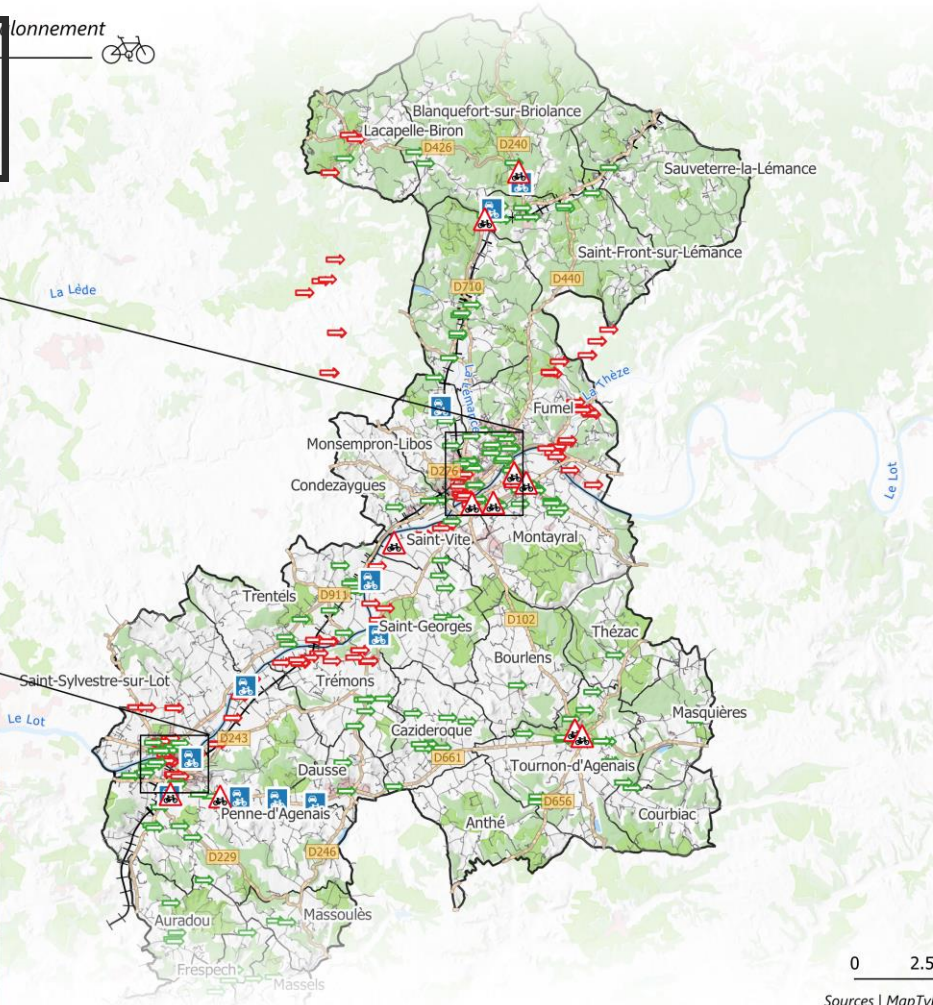 alonnement
Blanquefort-sur-Briolance
Lacapelle-Biron
D426
D240
Sauveterre-la-Lémance
Saint-Front-sur-Lémance
La Lède
D440
D710
La Lémance
La Thèze
Fumel
Monsempron-Libos
D276
Condezaygues
Le Lot
Saint-Vite
Montayral
Trentels
D911
D102
Saint-Georges
Thézac
Bourlens
Saint-Sylvestre-sur-Lot
Trémons
Masquières
Le Lot
D243
Cazideroque
D661
Tournon-d'Agenais
Dausse
D656
Penne-d'Agenais
Anthé
Courbiac
D229
D246
Auradou
Massoulès
Frespech
Massels
0 2.5
Sources | MapTy